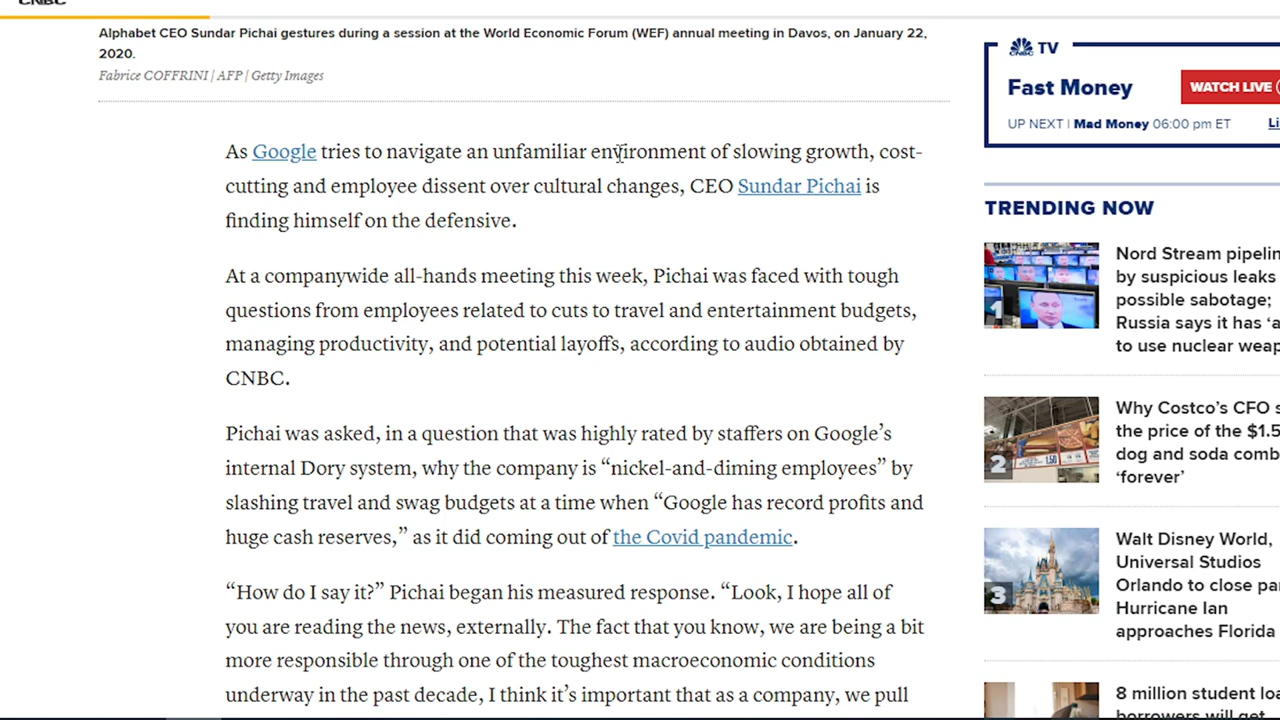 CNBC
Alphabet CEO Sundar Pichai gestures during a session at the World Economic Forum (WEF) annual meeting in Davos, on January 22,
2020.
Fabrice COFFRINI | AFP | Getty Images
As Google tries to navigate an unfamiliar environment of slowing growth, cost-
cutting and employee dissent over cultural changes, CEO Sundar Pichai is
finding himself on the defensive.
At a companywide all-hands meeting this week, Pichai was faced with tough
questions from employees related to cuts to travel and entertainment budgets,
managing productivity, and potential layoffs, according to audio obtained by
CNBC.
Pichai was asked, in a question that was highly rated by staffers on Google’s
internal Dory system, why the company is “nickel-and-diming employees” by
slashing travel and swag budgets at a time when “Google has record profits and
huge cash reserves,” as it did coming out of the Covid pandemic.
“How do I say it?” Pichai began his measured response. “Look, I hope all of
you are reading the news, externally. The fact that you know, we are being a bit
more responsible through one of the toughest macroeconomic conditions
underway in the past decade, I think it’s important that as a company, we pull
CNBC TV
Fast Money
WATCH LIVE
UP NEXT | Mad Money 06:00 pm ET
Li
TRENDING NOW
1
Nord Stream pipelin
by suspicious leaks
possible sabotage;
Russia says it has ‘a
to use nuclear weap
2
Why Costco’s CFO s
the price of the $1.5
dog and soda comb
‘forever’
3
Walt Disney World,
Universal Studios
Orlando to close pa
Hurricane Ian
approaches Florida
8 million student loa
borrowers will get